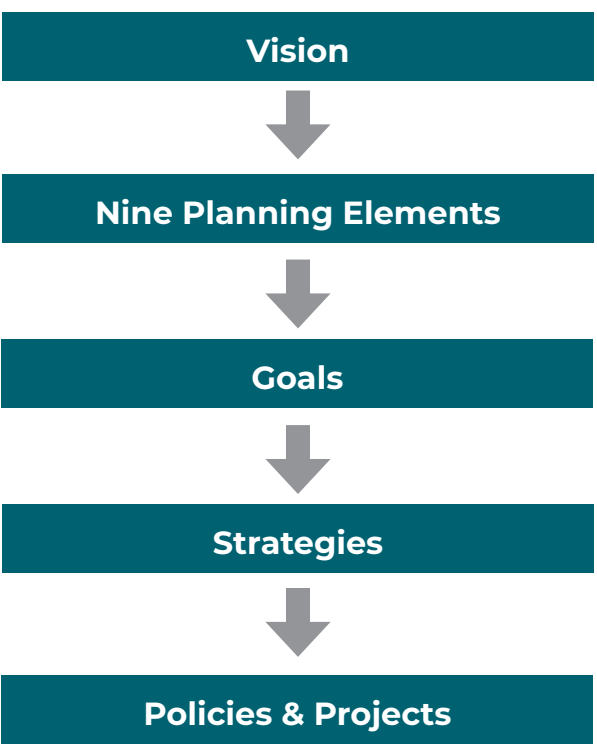 Vision
Nine Planning Elements
Goals
Strategies
Policies & Projects